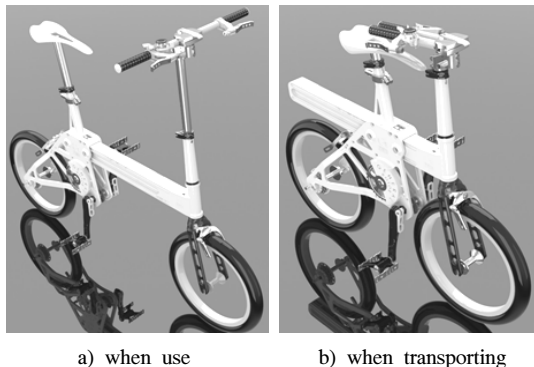 a) when use
b) when transporting